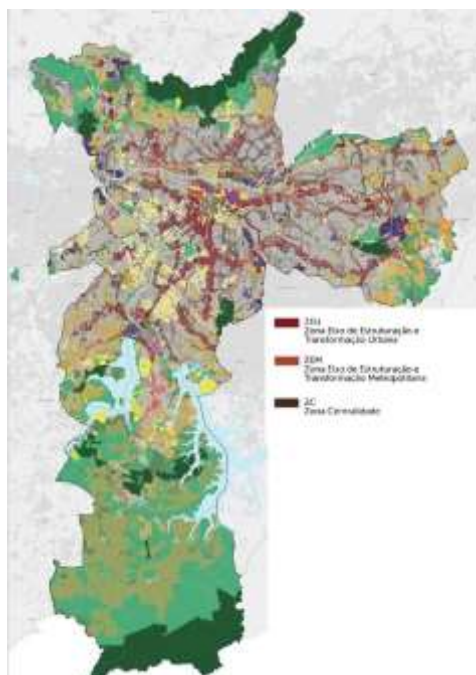 ZEU
Zona Eixo de Estruturação e
Transformação Urbana
ZEM
Zona Eixo de Estruturação e
Transformação Metropolitana
ZC
Zona Centralidade